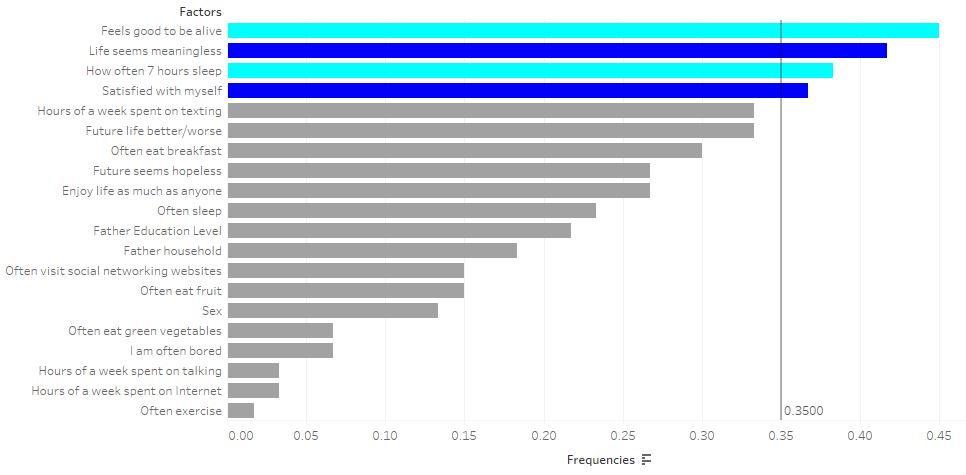 Factors
Feels good to be alive
Life seems meaningless
How often 7 hours sleep
Satisfied with myself
Hours of a week spent on texting
Future life better/worse
Often eat breakfast
Future seems hopeless
Enjoy life as much as anyone
Often sleep
Father Education Level
Father household
Often visit social networking websites
Often eat fruit
Sex
Often eat green vegetables
I am often bored
Hours of a week spent on talking
Hours of a week spent on Internet
Often exercise
0.3500
0.00 0.05 0.10 0.15 0.20 0.25 0.30 0.35 0.40 0.45
Frequencies